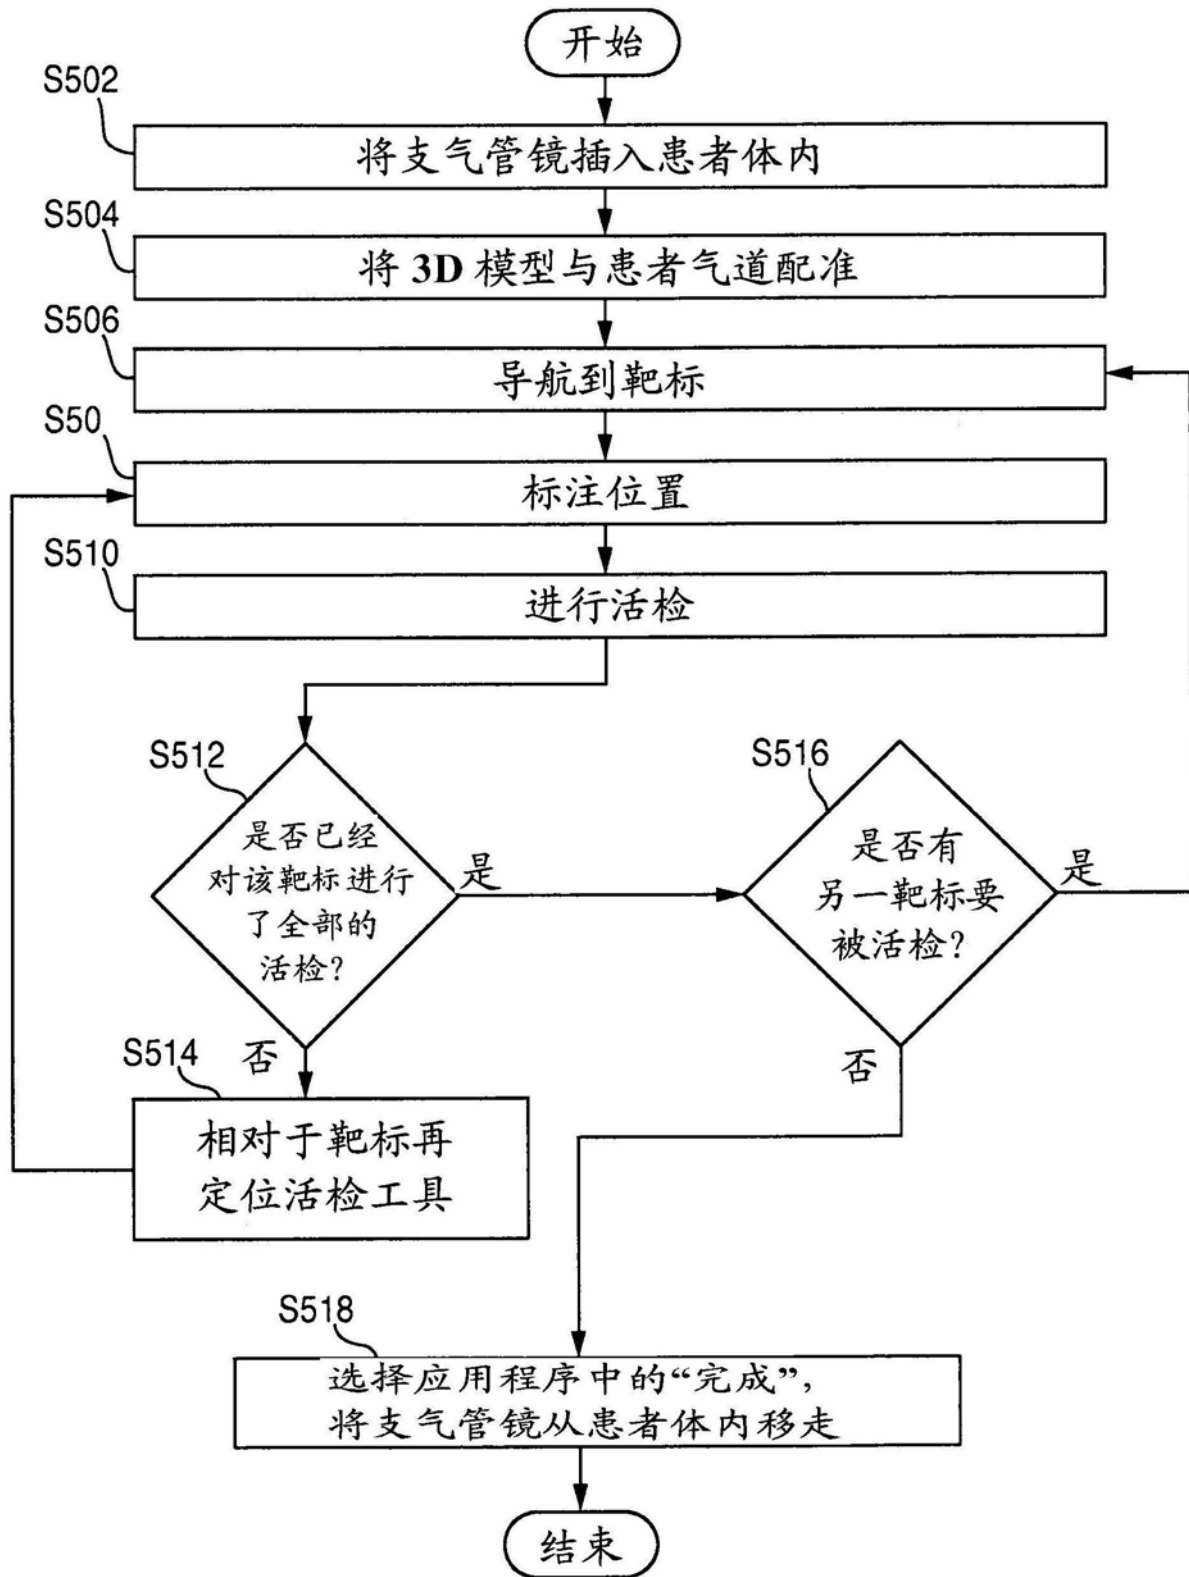 开始
S502
将支气管镜插入患者体内
S504
将 3D 模型与患者气道配准
S506
导航到靶标
S50
标注位置
S510
进行活检
S512
是否已经
对该靶标进行
了全部的
活检?
是
S516
是否有
另一靶标要
被活检?
是
否
S514
相对于靶标再
定位活检工具
否
S518
选择应用程序中的“完成”,
将支气管镜从患者体内移走
结束